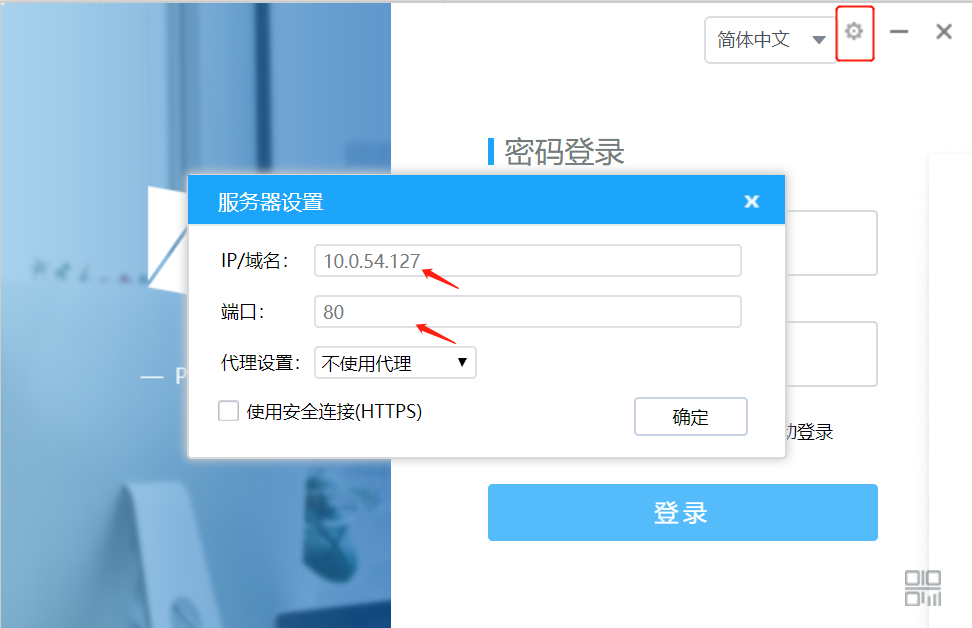 简体中文
密码登录
服务器设置
x
IP/域名：
10.0.54.127
端口：
80
代理设置：
不使用代理
使用安全连接(HTTPS)
确定
— P
登录
登录